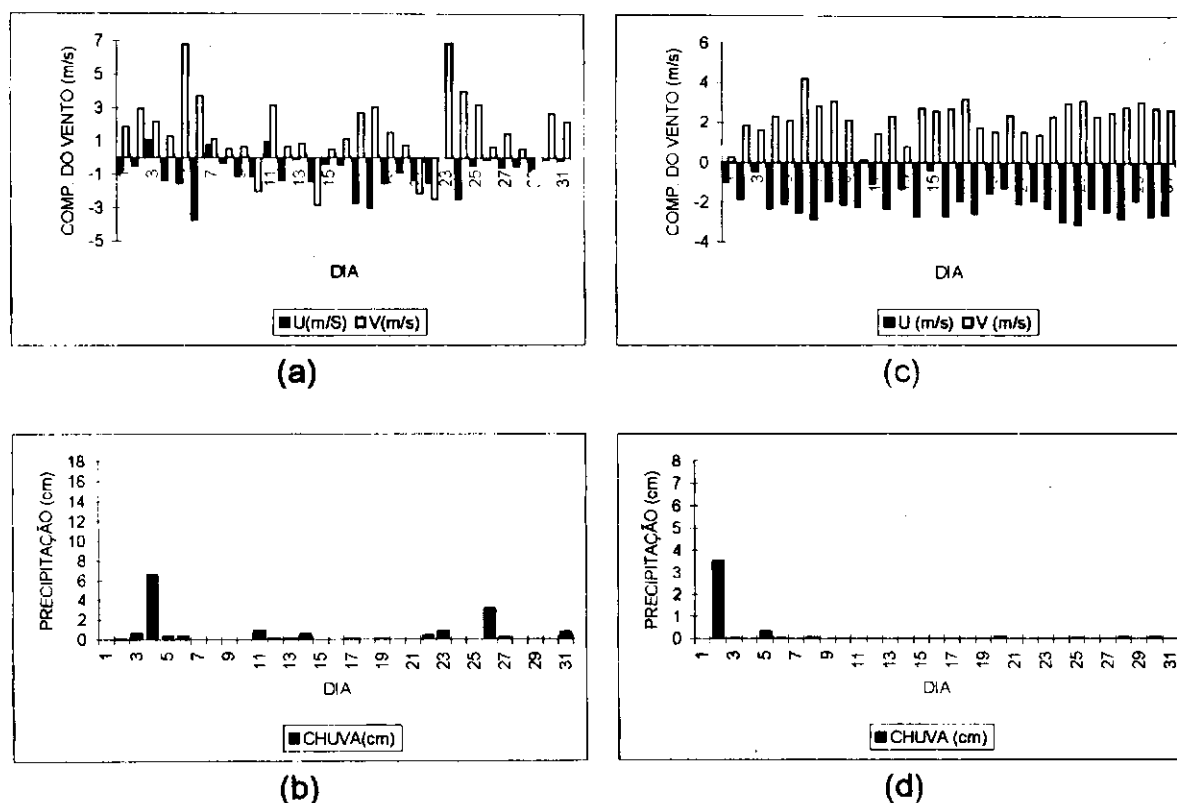 COMP. DO VENTO (m/s)
7
5
3
1
-1
-3
-5
3 7 11 13 15 23 25 27 31
DIA
U(m/S) V(m/s)
(a)
COMP. DO VENTO (m/s)
6
4
2
0
-2
-4
3 15
DIA
U (m/s) V (m/s)
(c)
PRECIPITAÇÃO (cm)
18
16
14
12
10
8
6
4
2
0
1 3 5 7 9 11 13 15 17 19 21 23 25 27 29 31
DIA
CHUVA(cm)
(b)
PRECIPITAÇÃO (cm)
8
7
6
5
4
3
2
1
0
1 3 5 7 9 11 13 15 17 19 21 23 25 27 29 31
DIA
CHUVA (cm)
(d)